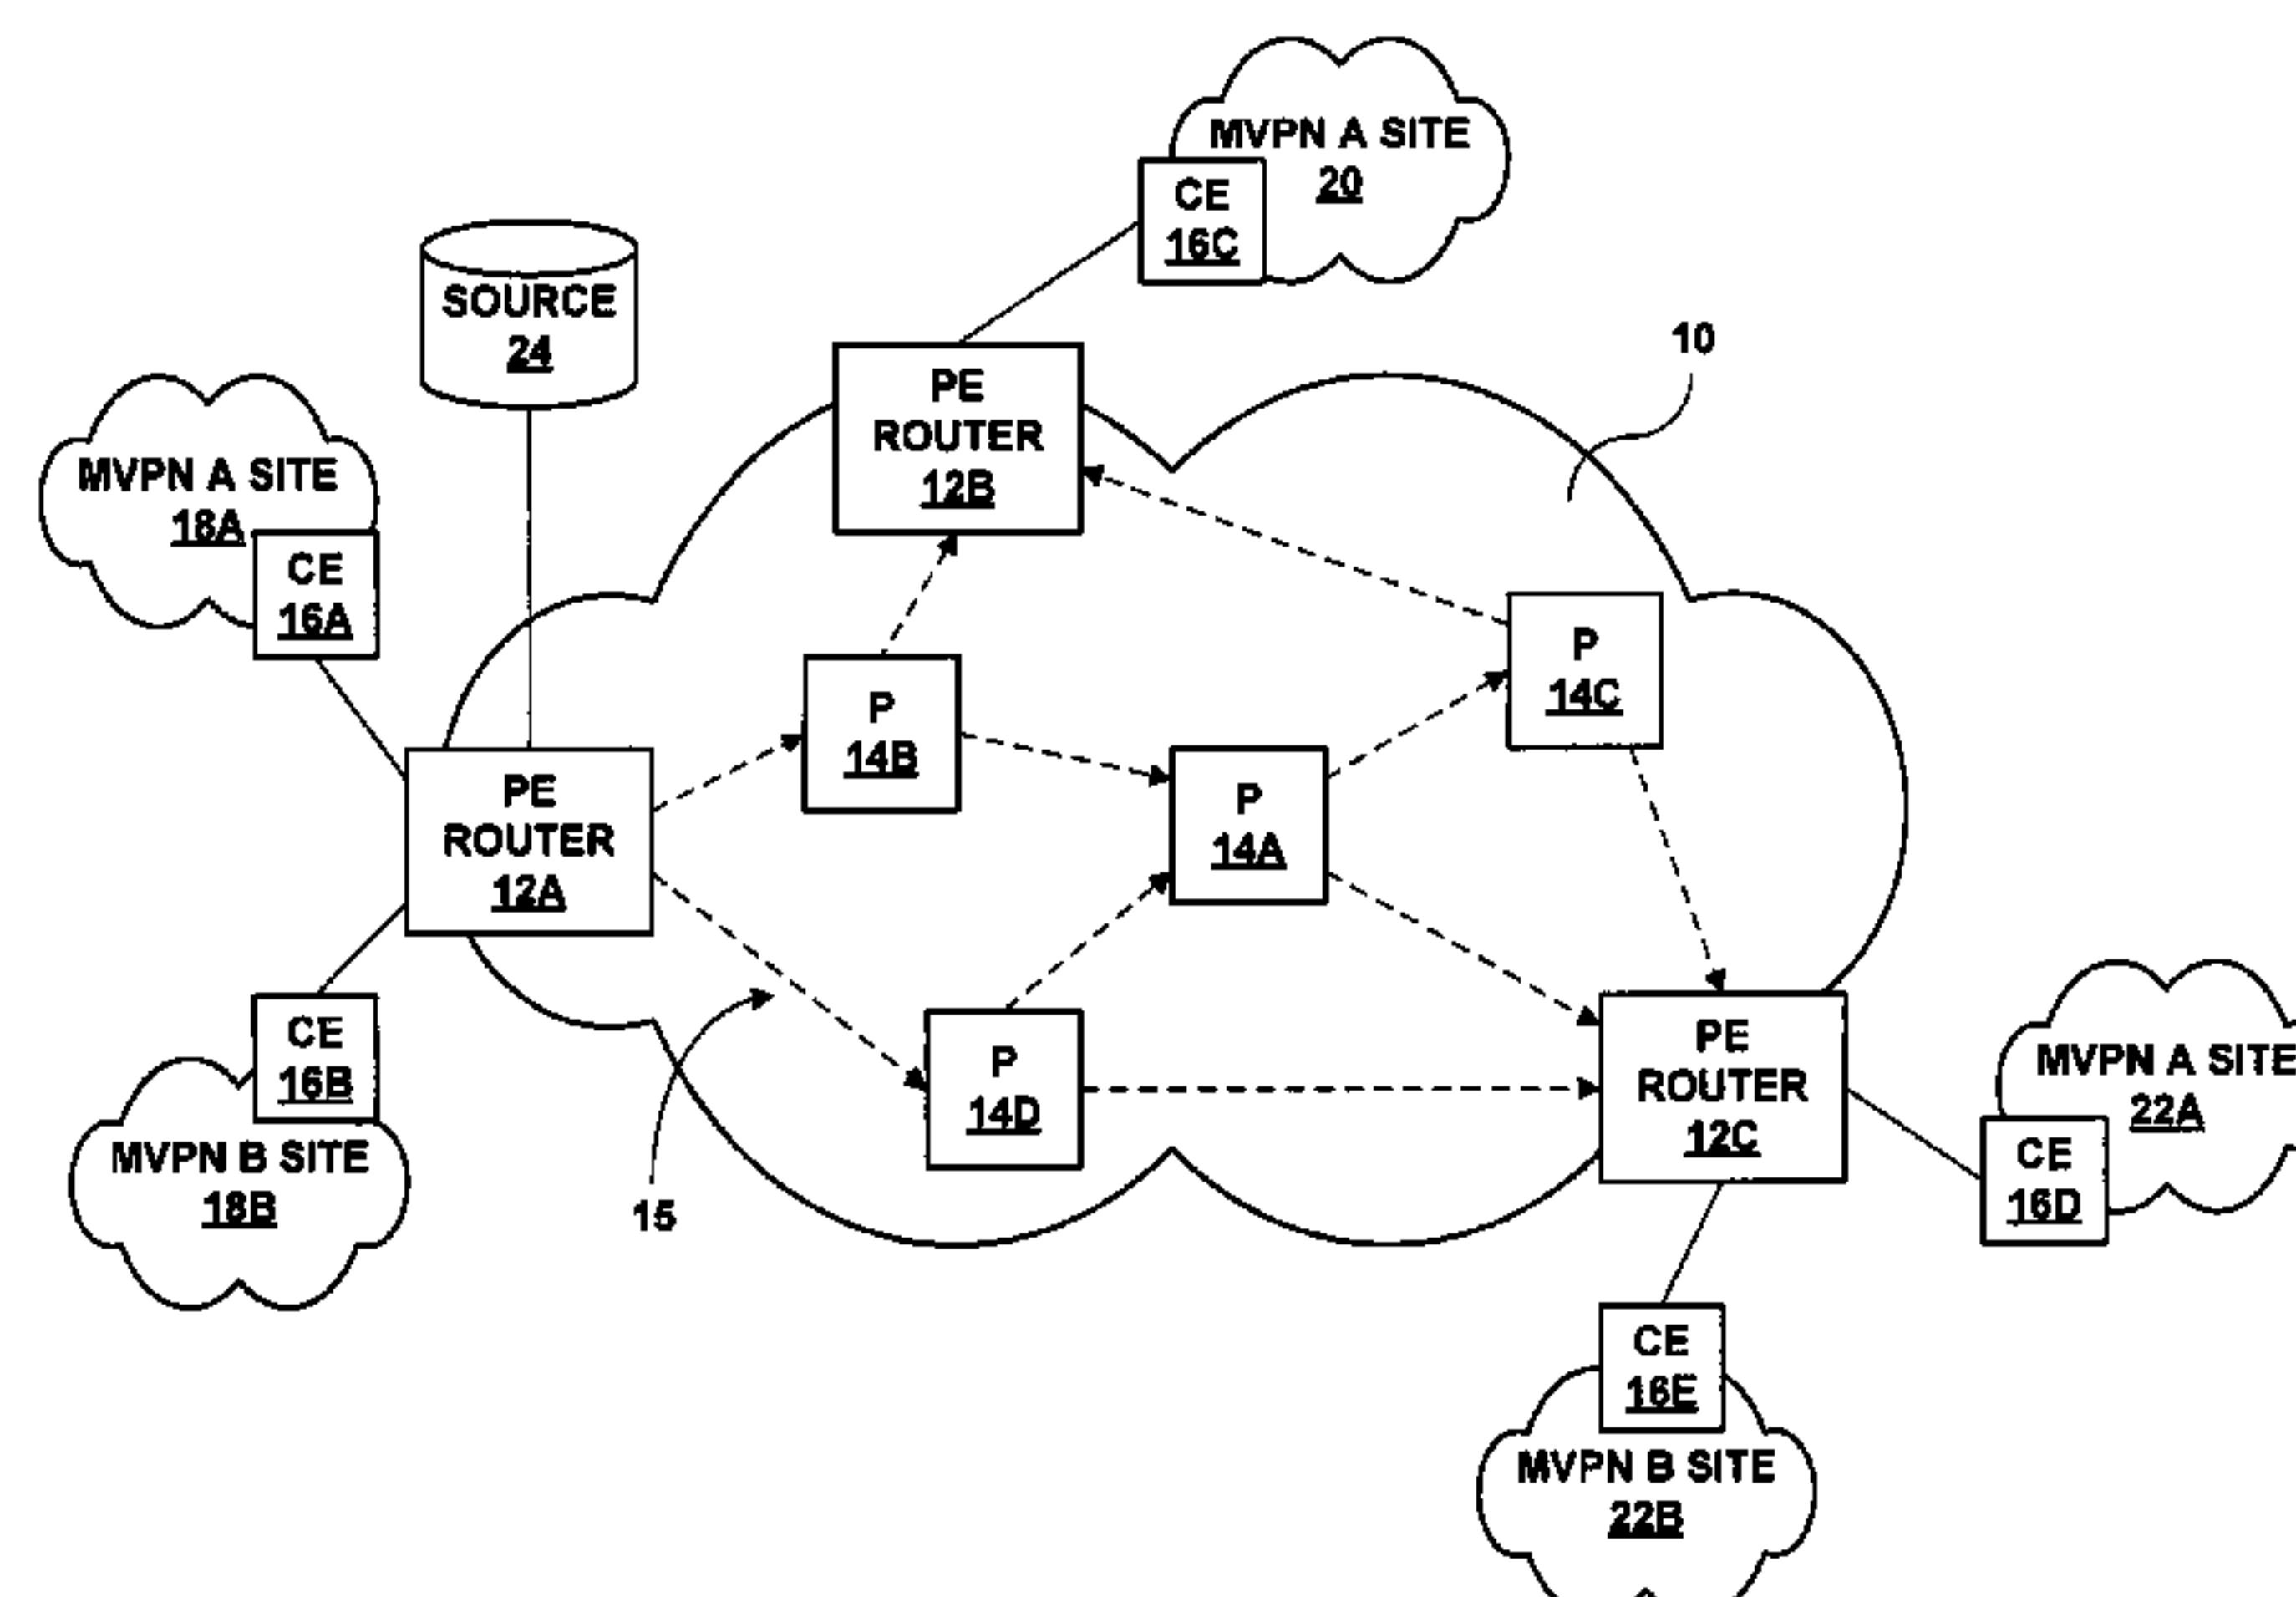 MVPN A SITE
20
CE
16C
SOURCE
24
10
PE
ROUTER
12B
MVPN A SITE
18A
CE
16A
P
14C
P
14B
PE
ROUTER
12A
P
14A
CE
16B
MVPN B SITE
18B
15
P
14D
PE
ROUTER
12C
MVPN A SITE
22A
CE
16D
CE
16E
MVPN B SITE
22B